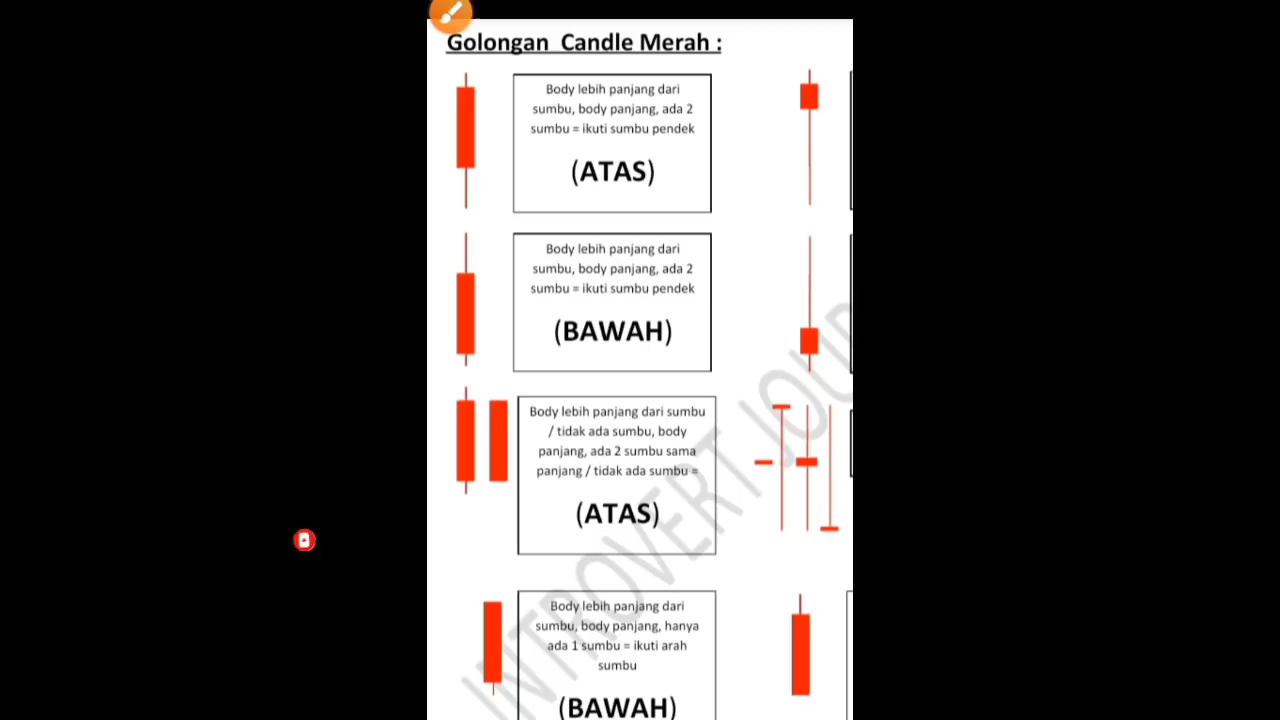 Golongan  Candle Merah :
Body lebih panjang dari
sumbu, body panjang, ada 2
sumbu = ikuti sumbu pendek
(ATAS)
Body lebih panjang dari
sumbu, body panjang, ada 2
sumbu = ikuti sumbu pendek
(BAWAH)
Body lebih panjang dari sumbu
/ tidak ada sumbu, body
panjang, ada 2 sumbu sama
panjang / tidak ada sumbu =
(ATAS)
Body lebih panjang dari
sumbu, body panjang, hanya
ada 1 sumbu = ikuti arah
sumbu
(BAWAH)
INTROVERT JOUR